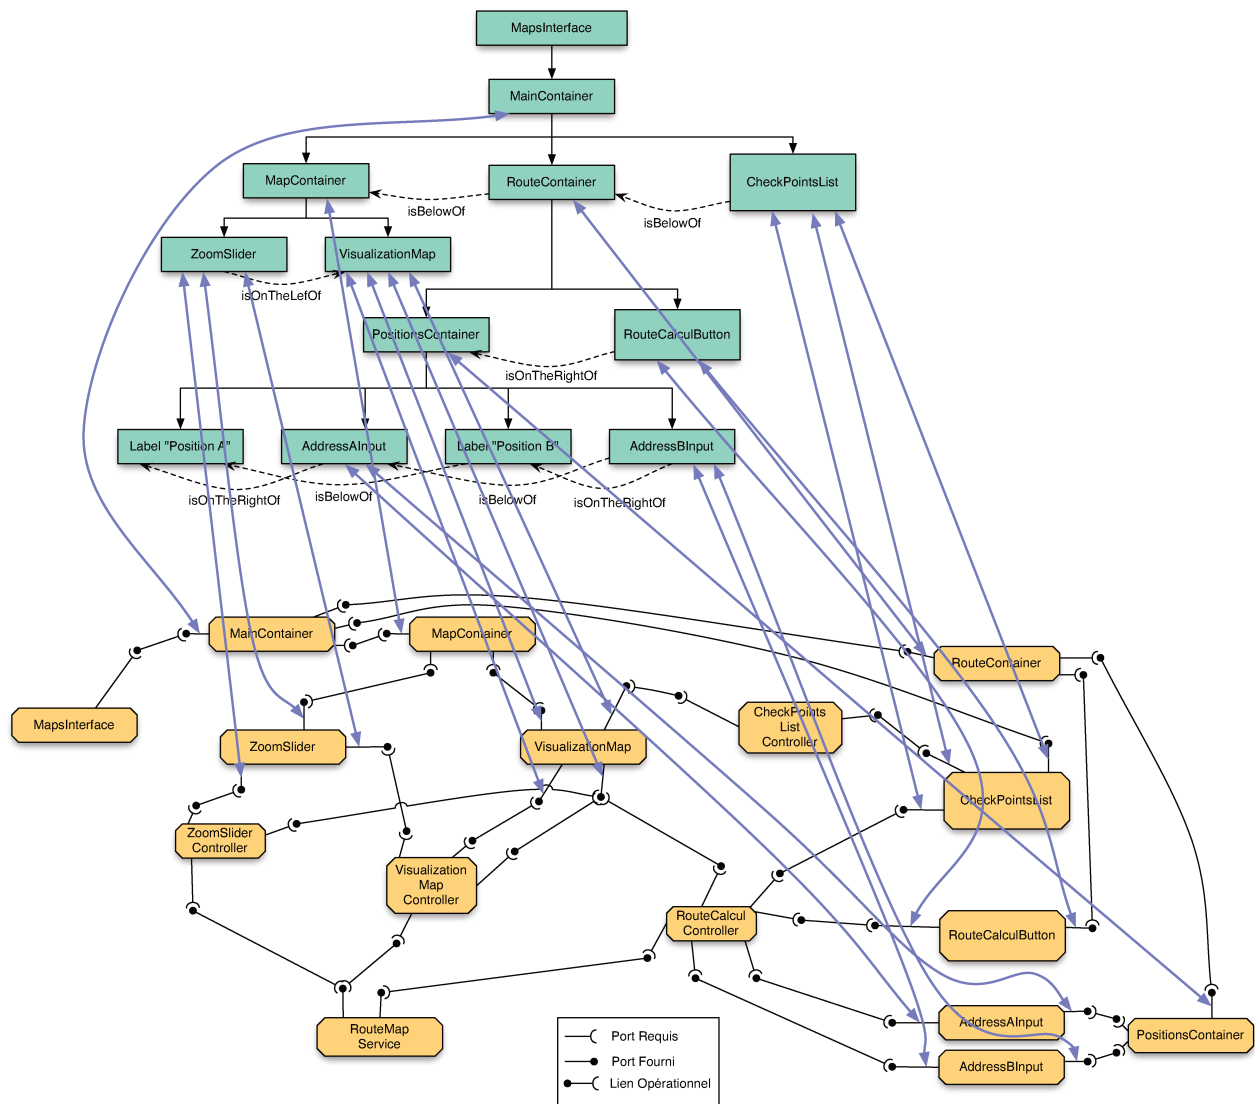 MapsInterface
MainContainer
MapContainer
RouteContainer
CheckPointsList
isBelowOf
isBelowOf
ZoomSlider
VisualizationMap
isOnTheLefOf
PositionsContainer
RouteCalculButton
isOnTheRightOf
Label "Position A"
AddressAInput
Label "Position B"
AddressBInput
isOnTheRightOf
isBelowOf
isBelowOf
isOnTheRightOf
MainContainer
MapContainer
RouteContainer
MapsInterface
ZoomSlider
VisualizationMap
CheckPoints
List
Controller
CheckPointsList
ZoomSlider
Controller
Visualization
Map
Controller
RouteCalcul
Controller
RouteCalculButton
RouteMap
Service
AddressAInput
PositionsContainer
AddressBInput
Port Requis
Port Fourni
Lien Opérationnel